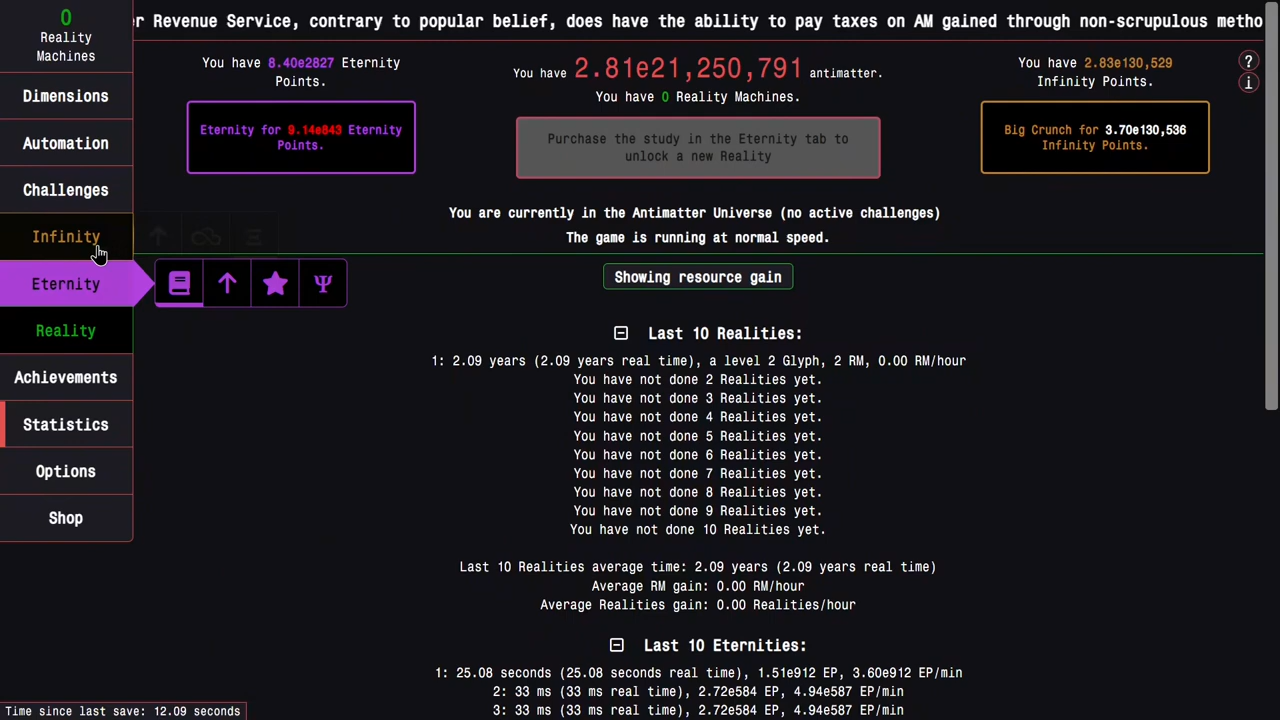 0
Reality
Machines
Dimensions
Automation
Challenges
Infinity
Eternity
Reality
Achievements
Statistics
Options
Shop
r Revenue Service, contrary to popular belief, does have the ability to pay taxes on AM gained through non-scrupulous metho
You have 8.40e2827 Eternity
Points.
Eternity for 9.14e843 Eternity
Points.
You have 2.81e21,250,791 antimatter.
You have 0 Reality Machines.
Purchase the study in the Eternity tab to
unlock a new Reality
You have 2.83e130,529
Infinity Points.
Big Crunch for 3.70e130,536
Infinity Points.
?
i
You are currently in the Antimatter Universe (no active challenges)
The game is running at normal speed.
Ψ
Showing resource gain
Last 10 Realities:
1: 2.09 years (2.09 years real time), a level 2 Glyph, 2 RM, 0.00 RM/hour
You have not done 2 Realities yet.
You have not done 3 Realities yet.
You have not done 4 Realities yet.
You have not done 5 Realities yet.
You have not done 6 Realities yet.
You have not done 7 Realities yet.
You have not done 8 Realities yet.
You have not done 9 Realities yet.
You have not done 10 Realities yet.
Last 10 Realities average time: 2.09 years (2.09 years real time)
Average RM gain: 0.00 RM/hour
Average Realities gain: 0.00 Realities/hour
Last 10 Eternities:
1: 25.08 seconds (25.08 seconds real time), 1.51e912 EP, 3.60e912 EP/min
2: 33 ms (33 ms real time), 2.72e584 EP, 4.94e587 EP/min
3: 33 ms (33 ms real time), 2.72e584 EP, 4.94e587 EP/min
Time since last save: 12.09 seconds